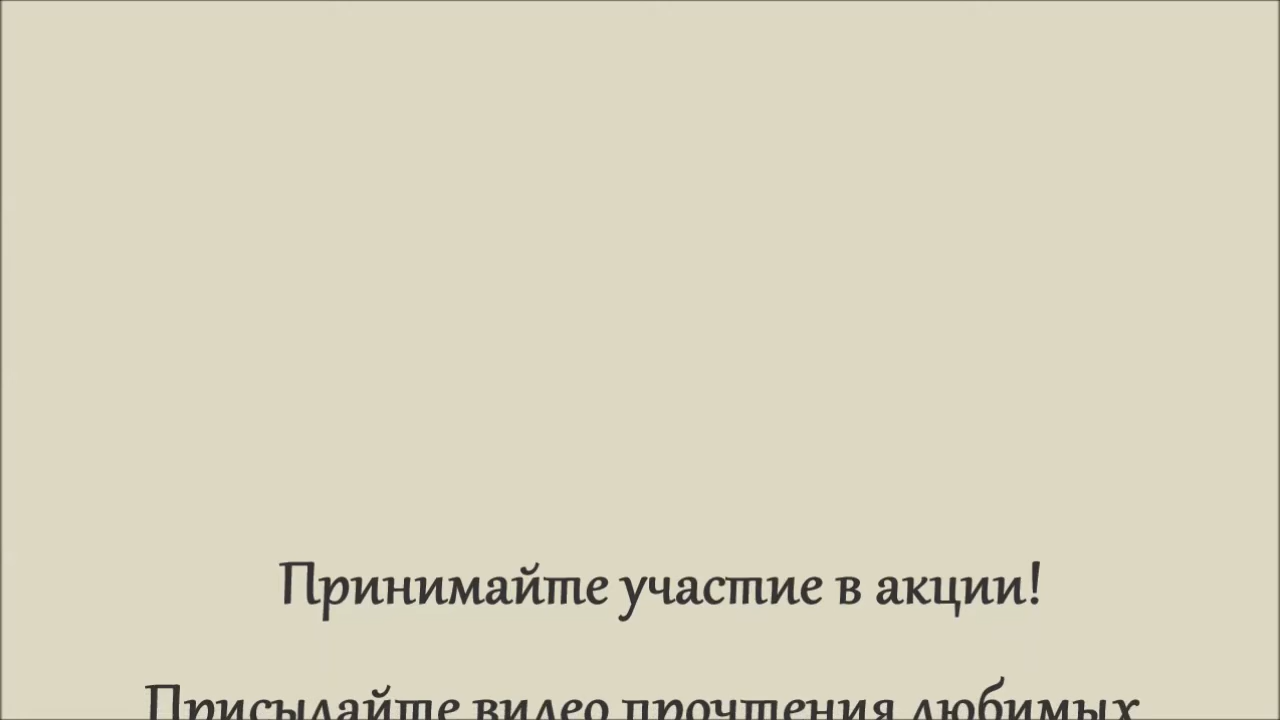 Принимайте участие в акции!
Присылайте видео прочтения любимых